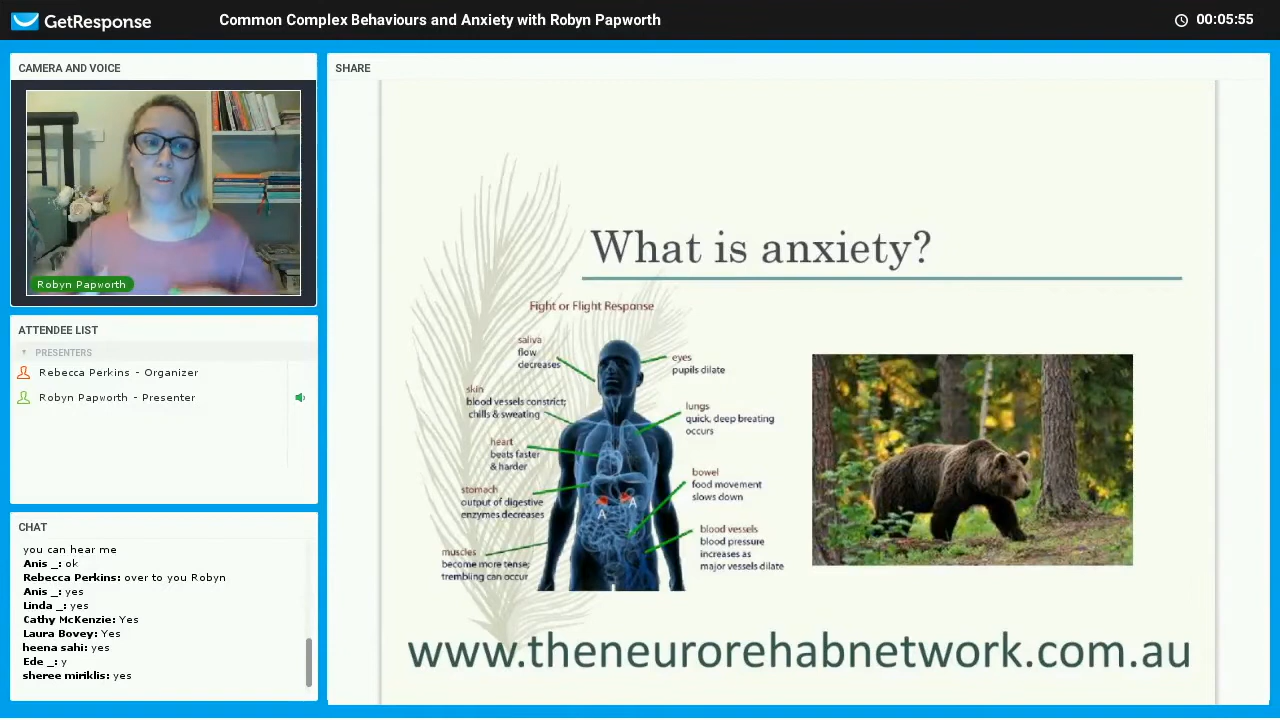 GetResponse
Common Complex Behaviours and Anxiety with Robyn Papworth
00:05:55
CAMERA AND VOICE
Robyn Papworth
ATTENDEE LIST
PRESENTERS
Rebecca Perkins - Organizer
Robyn Papworth - Presenter
CHAT
you can hear me
Anis _: ok
Rebecca Perkins: over to you Robyn
Anis _: yes
Linda _: yes
Cathy McKenzie: Yes
Laura Bovey: Yes
heena sahi: yes
Ede _: y
sheree miriklis: yes
SHARE
What is anxiety?
Fight or Flight Response
saliva
flow
decreases
skin
blood vessels constrict;
chills & sweating
heart
beats faster
& harder
stomach
output of digestive
enzymes decreases
muscles
become more tense;
trembling can occur
eyes
pupils dilate
lungs
quick, deep breating
occurs
bowel
food movement
slows down
blood vessels
blood pressure
increases as
major vessels dilate
A
A
www.theneurorehabnetwork.com.au